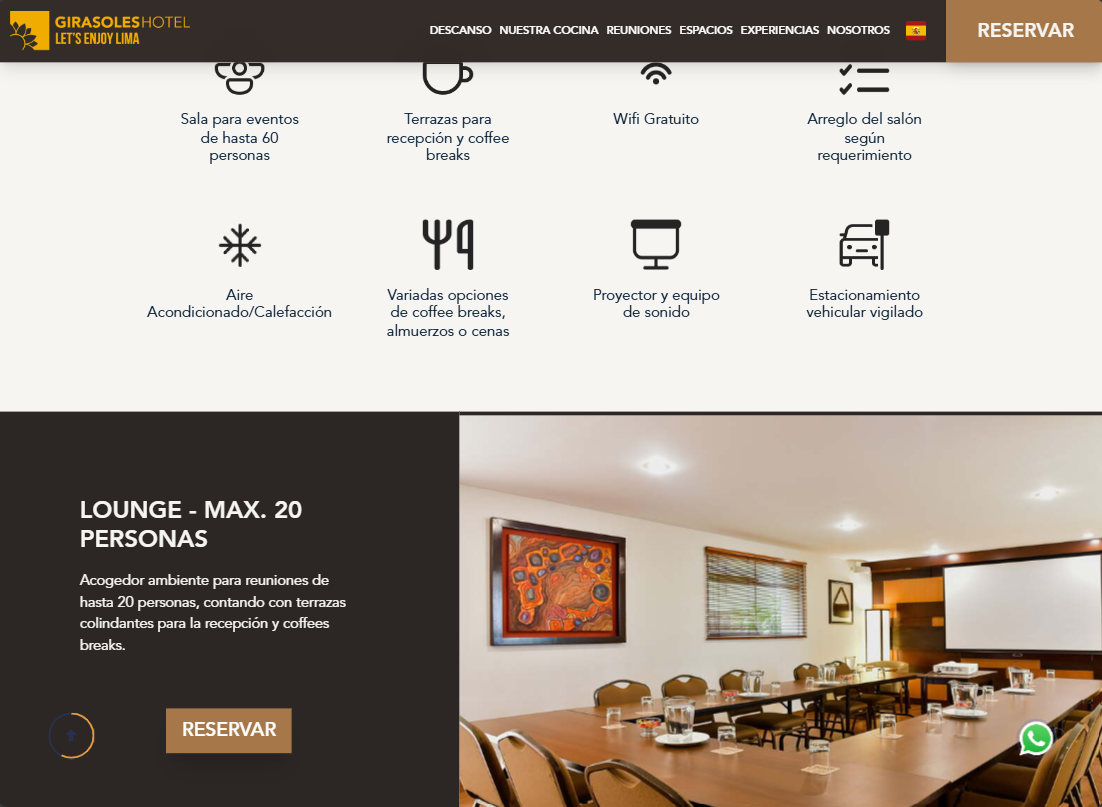 GIRASOLESHOTEL
LET'S ENJOY LIMA
DESCANSO NUESTRA COCINA REUNIONES ESPACIOS EXPERIENCIAS NOSOTROS
RESERVAR
Sala para eventos
de hasta 60
personas
Terrazas para
recepción y coffee
breaks
Wifi Gratuito
Arreglo del salón
según
requerimiento
Aire
Acondicionado/Calefacción
Variadas opciones
de coffee breaks,
almuerzos o cenas
Proyector y equipo
de sonido
Estacionamiento
vehicular vigilado
LOUNGE - MAX. 20
PERSONAS
Acogedor ambiente para reuniones de
hasta 20 personas, contando con terrazas
colindantes para la recepción y coffees
breaks.
RESERVAR